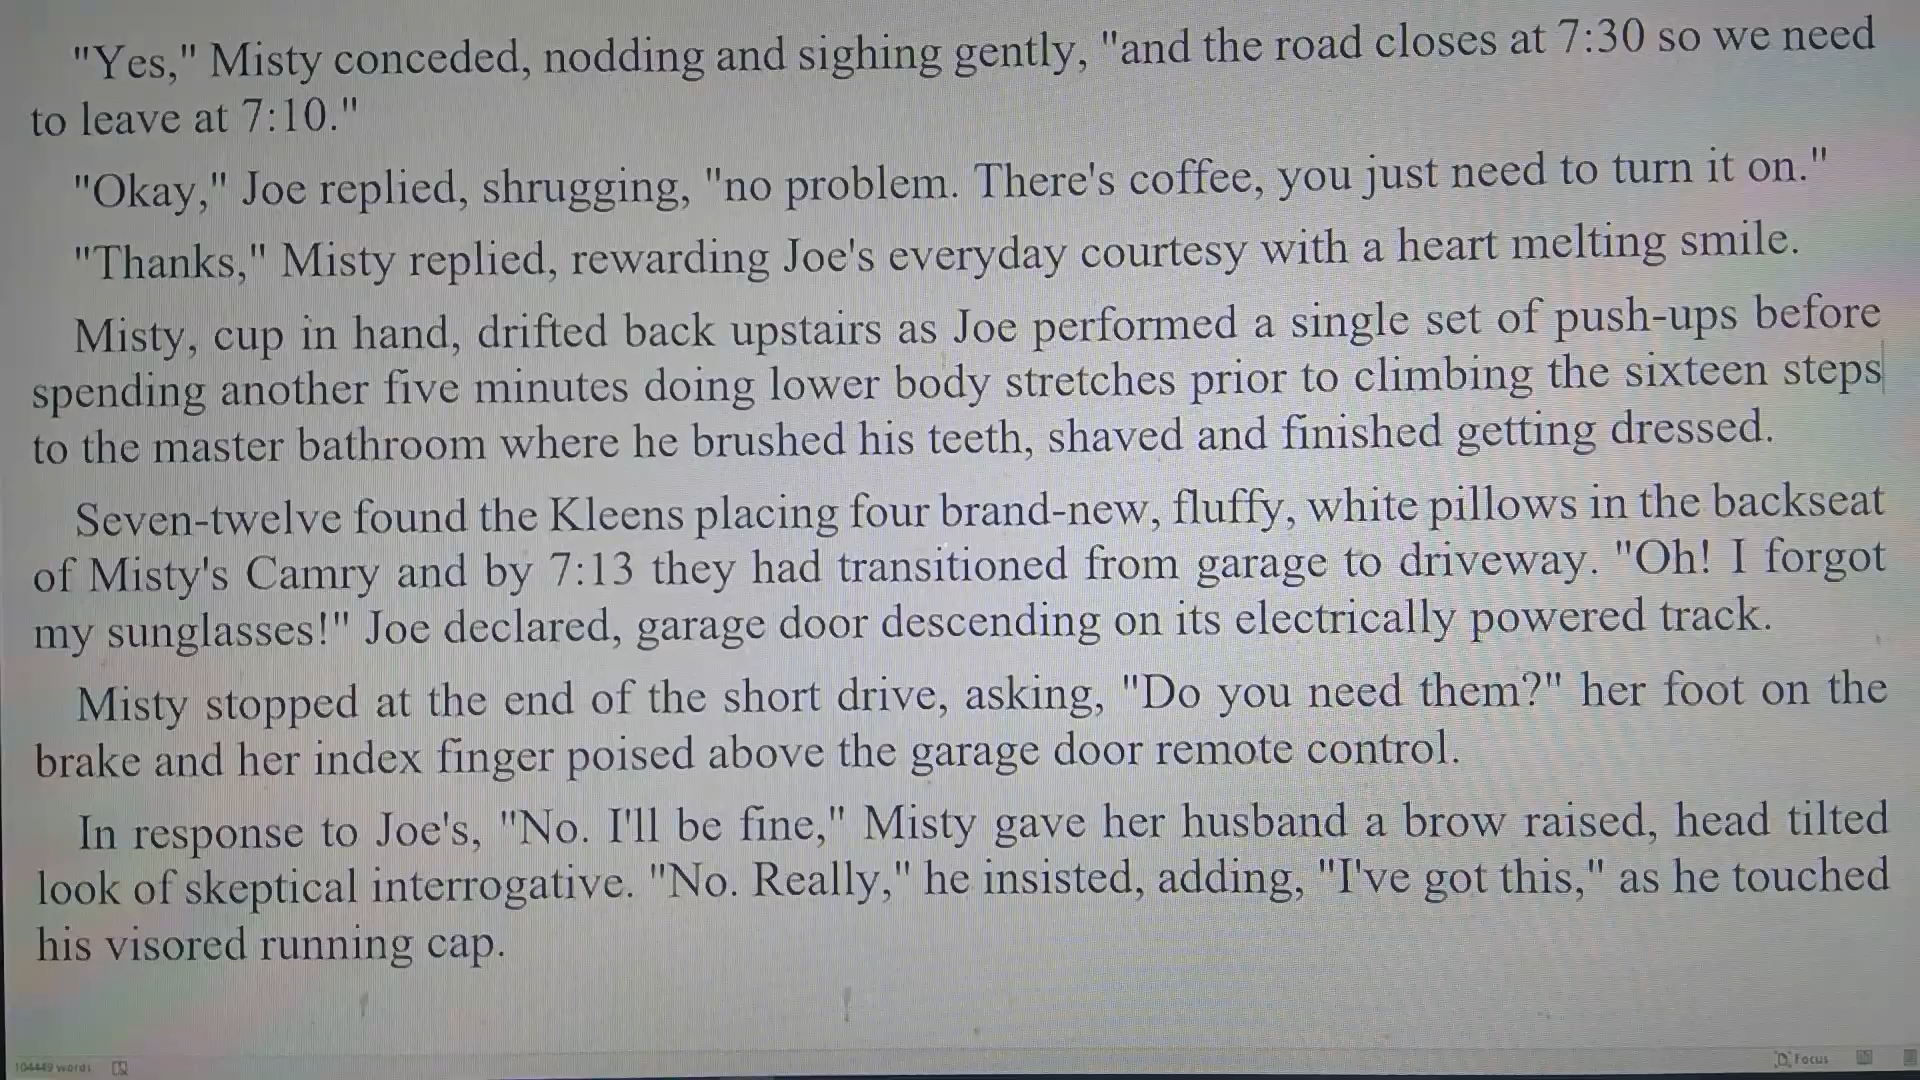 "Yes," Misty conceded, nodding and sighing gently, "and the road closes at 7:30 so we need
to leave at 7:10."
"Okay," Joe replied, shrugging, "no problem. There's coffee, you just need to turn it on."
"Thanks," Misty replied, rewarding Joe's everyday courtesy with a heart melting smile.
Misty, cup in hand, drifted back upstairs as Joe performed a single set of push-ups before
spending another five minutes doing lower body stretches prior to climbing the sixteen steps
to the master bathroom where he brushed his teeth, shaved and finished getting dressed.
Seven-twelve found the Kleens placing four brand-new, fluffy, white pillows in the backseat
of Misty's Camry and by 7:13 they had transitioned from garage to driveway. "Oh! I forgot
my sunglasses!" Joe declared, garage door descending on its electrically powered track.
Misty stopped at the end of the short drive, asking, "Do you need them?" her foot on the
brake and her index finger poised above the garage door remote control.
In response to Joe's, "No. I'll be fine," Misty gave her husband a brow raised, head tilted
look of skeptical interrogative. "No. Really," he insisted, adding, "I've got this," as he touched
his visored running cap.
104449 words
Focus